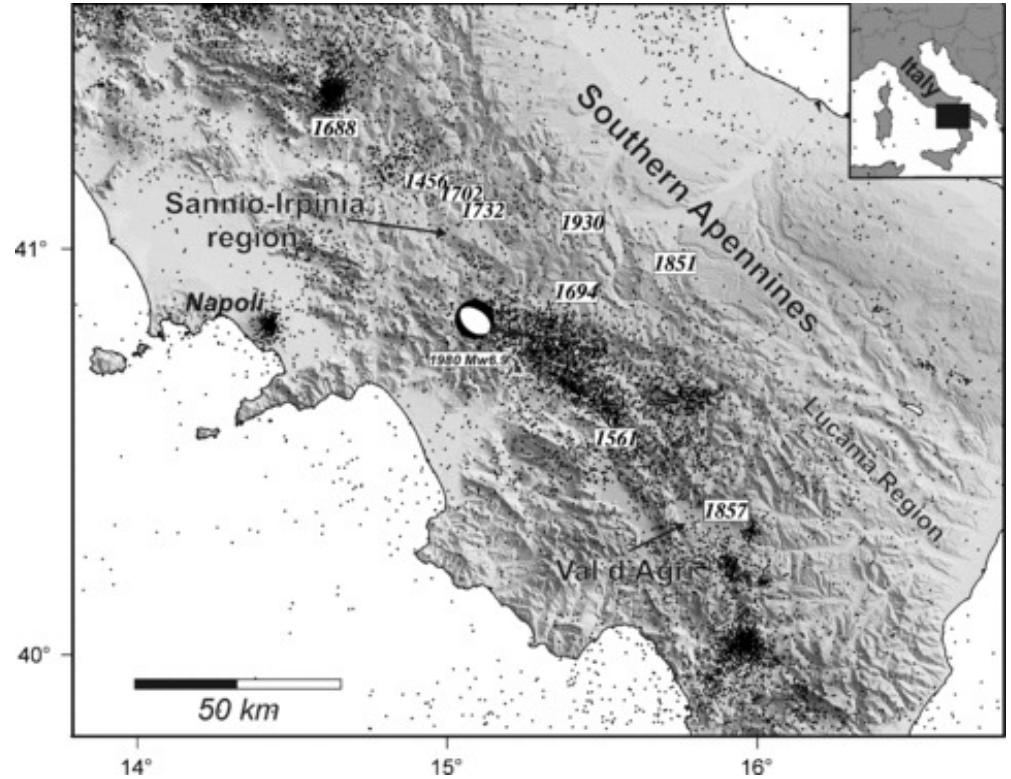 Italy
Southern Apennines
1688
1456
1702
1732
Sannio-Irpinia
region
1930
41°
1851
1694
Napoli
1980 Mw6.9
Lucania Region
1561
1857
Val d'Agri
40°
50 km
14°
15°
16°